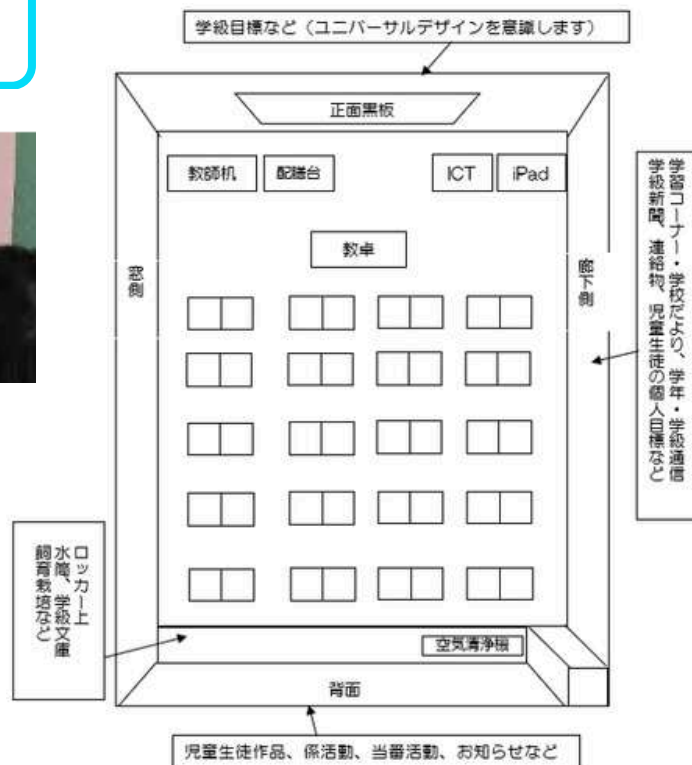 学級目標など（ユニバーサルデザインを意識します）
正面黒板
教師机
配膳台
ICT
iPad
教卓
窓側
廊下側
学習コーナー・学校だより、学年・学級通信
学級新聞、連絡物、児童生徒の個人目標など
ロッカー上
水筒、学級文庫
飼育栽培など
空気清浄機
背面
児童生徒作品、係活動、当番活動、お知らせなど